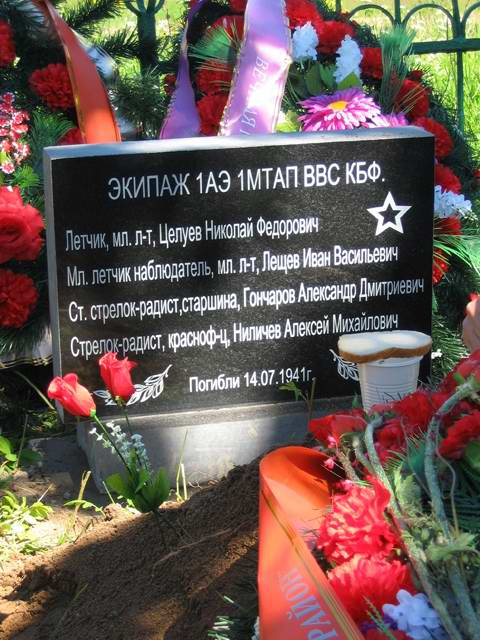 ЭКИПАЖ 1АЭ 1МТАП ВВС КБФ.
Летчик, мл. л-т, Целуев Николай Федорович
Мл. летчик наблюдатель, мл. л-т, Лещев Иван Васильевич
Ст. стрелок-радист,старшина, Гончаров Александр Дмитриевич
Стрелок-радист, красноф-ц, Ниличев Алексей Михайлович
Погибли 14.07.1941г.
РАЙОН